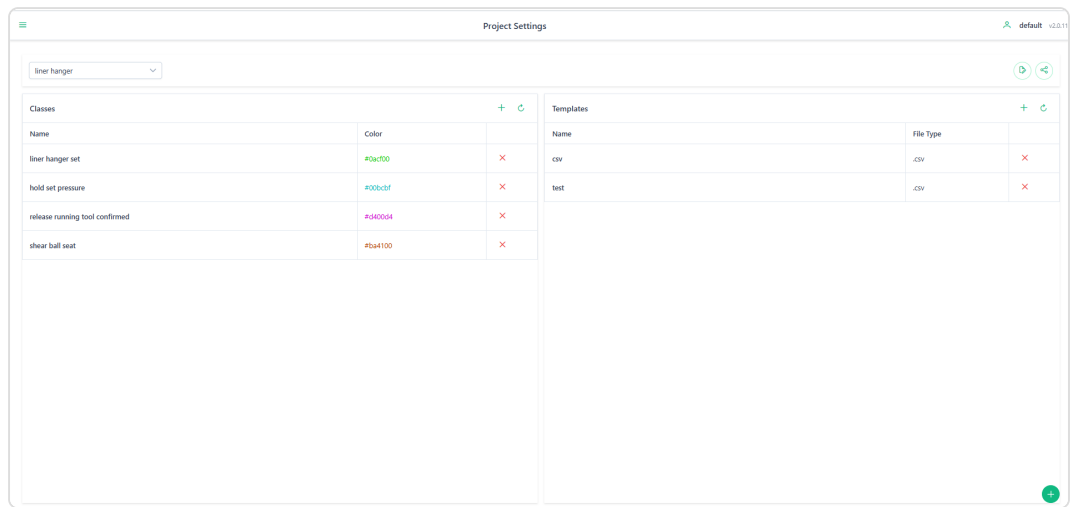 Project Settings
default v2.0.11
liner hanger
Classes
Name Color
liner hanger set #0acf00
hold set pressure #00bcbf
release running tool confirmed #d400d4
shear ball seat #ba4100
Templates
Name File Type
csv .csv
test .csv